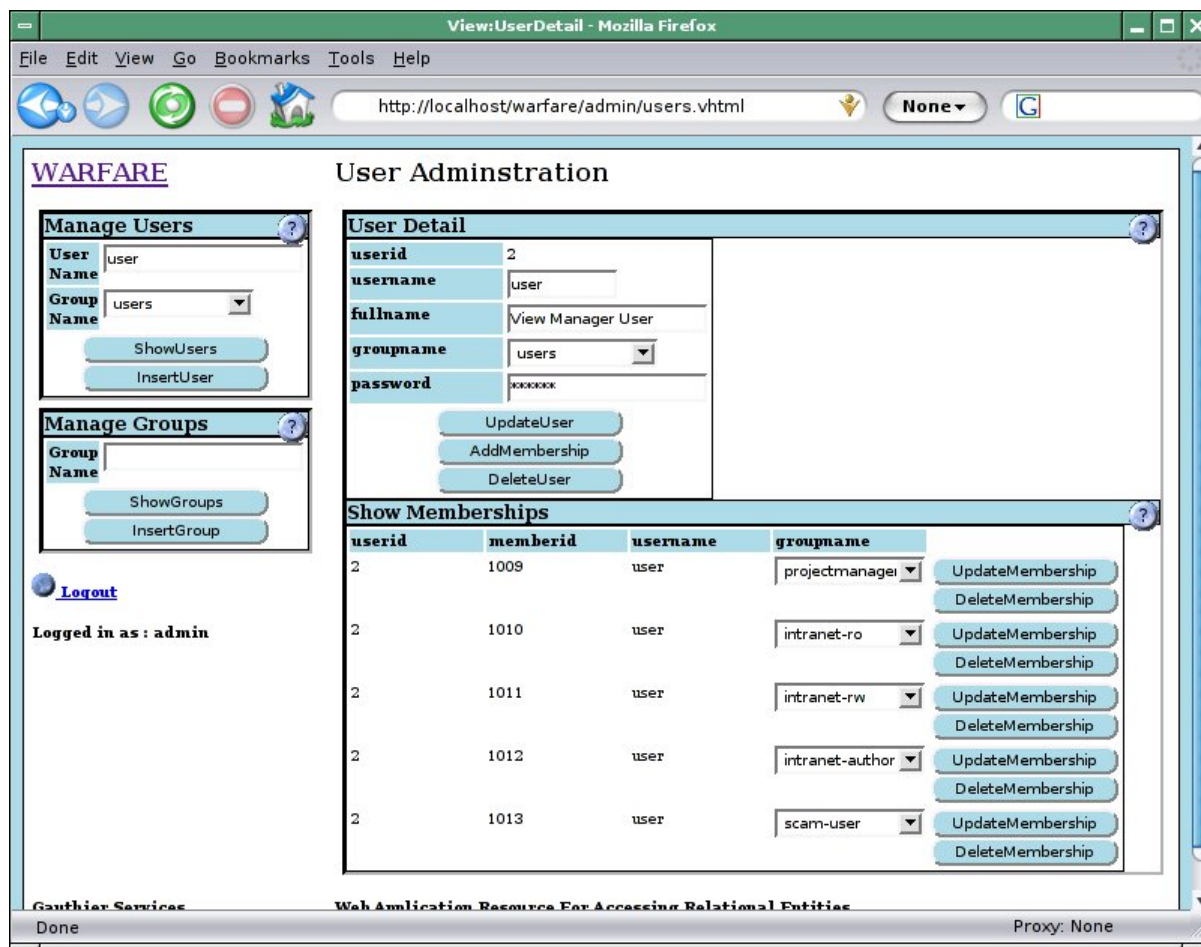 View:UserDetail - Mozilla Firefox
File Edit View Go Bookmarks Tools Help
http://localhost/warfare/admin/users.vhtml None G
WARFARE
User Adminstration
Manage Users ?
User Name user
Group Name users
ShowUsers
InsertUser
Manage Groups ?
Group Name
ShowGroups
InsertGroup
Logout
Logged in as : admin
User Detail ?
userid 2
username user
fullname View Manager User
groupname users
password ******
UpdateUser
AddMembership
DeleteUser
Show Memberships ?
userid memberid username groupname
2 1009 user projectmanager UpdateMembership
DeleteMembership
2 1010 user intranet-ro UpdateMembership
DeleteMembership
2 1011 user intranet-rw UpdateMembership
DeleteMembership
2 1012 user intranet-author UpdateMembership
DeleteMembership
2 1013 user scam-user UpdateMembership
DeleteMembership
Gauthier Services
Web Application Resource For Accessing Relational Entities
Done Proxy: None